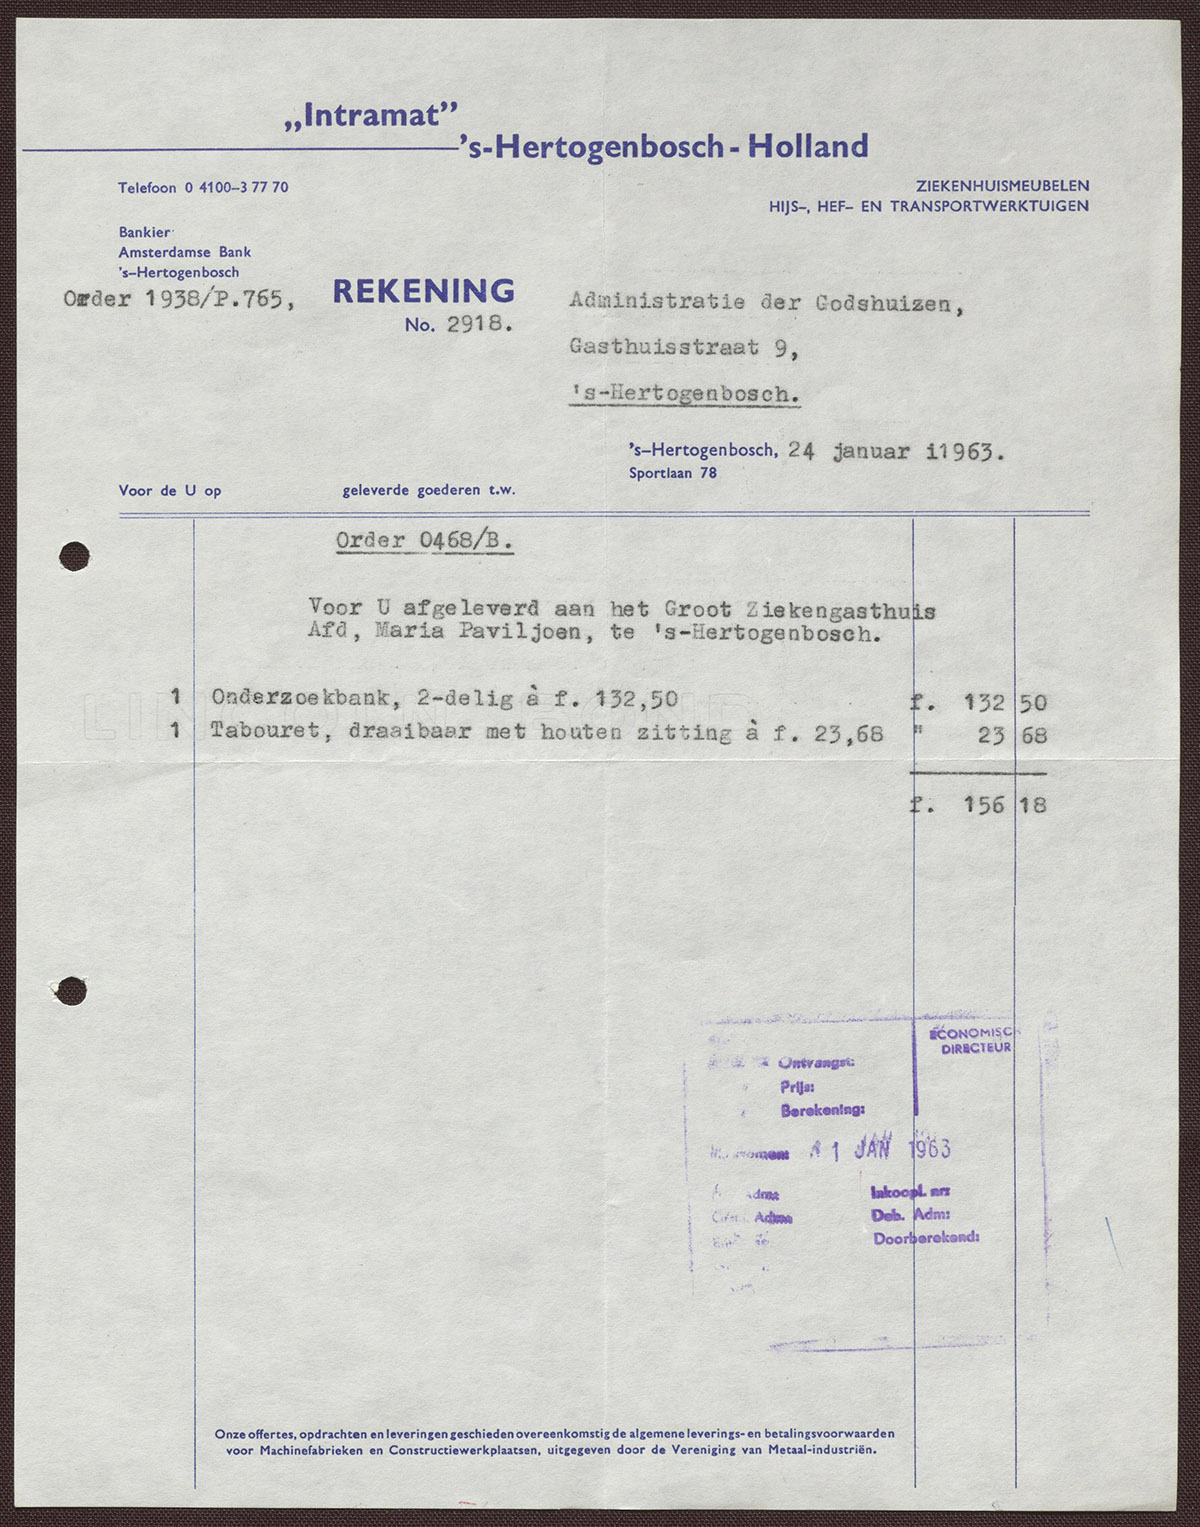 „Intramat”
's-Hertogenbosch - Holland
Telefoon 0 4100-3 77 70
ZIEKENHUISMEUBELEN
HIJS-, HEF- EN TRANSPORTWERKTUIGEN
Bankier
Amsterdamse Bank
's-Hertogenbosch
Order 1938/P.765,
REKENING
No. 2918.
Administratie der Godshuizen,
Gasthuisstraat 9,
's-Hertogenbosch.
's-Hertogenbosch, 24 januar i1963.
Sportlaan 78
Voor de U op geleverde goederen t.w.
Order 0468/B.
Voor U afgeleverd aan het Groot Ziekengasthuis
Afd, Maria Paviljoen, te 's-Hertogenbosch.
1 Onderzoekbank, 2-delig à f. 132,50 f. 132 50
1 Tabouret, draaibaar met houten zitting à f. 23,68 " 23 68
f. 156 18
ECONOMISCH
DIRECTEUR
Ontvangst:
Prijs:
Berekening:
1 JAN 1963
Adm: Inkoopl. nr:
Adm: Deb. Adm:
Doorberekend:
Onze offertes, opdrachten en leveringen geschieden overeenkomstig de algemene leverings- en betalingsvoorwaarden
voor Machinefabrieken en Constructiewerkplaatsen, uitgegeven door de Vereniging van Metaal-industriën.